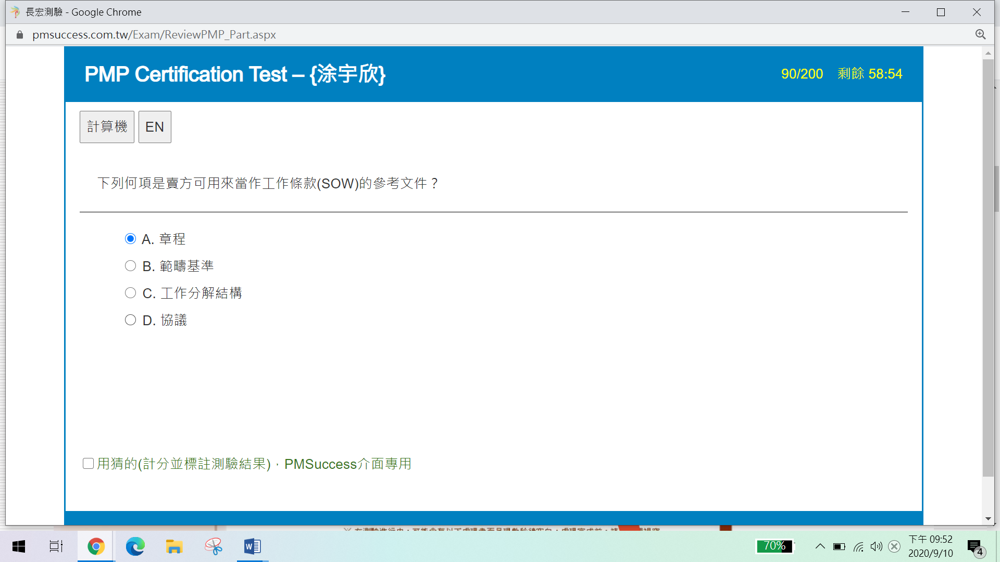 長宏測驗 - Google Chrome
pmsuccess.com.tw/Exam/ReviewPMP_Part.aspx
PMP Certification Test – {涂宇欣}
90/200 剩餘 58:54
計算機 EN
下列何項是賣方可用來當作工作條款(SOW)的參考文件？
A. 章程
B. 範疇基準
C. 工作分解結構
D. 協議
用猜的(計分並標註測驗結果)，PMSuccess介面專用
70%
下午 09:52
2020/9/10
4